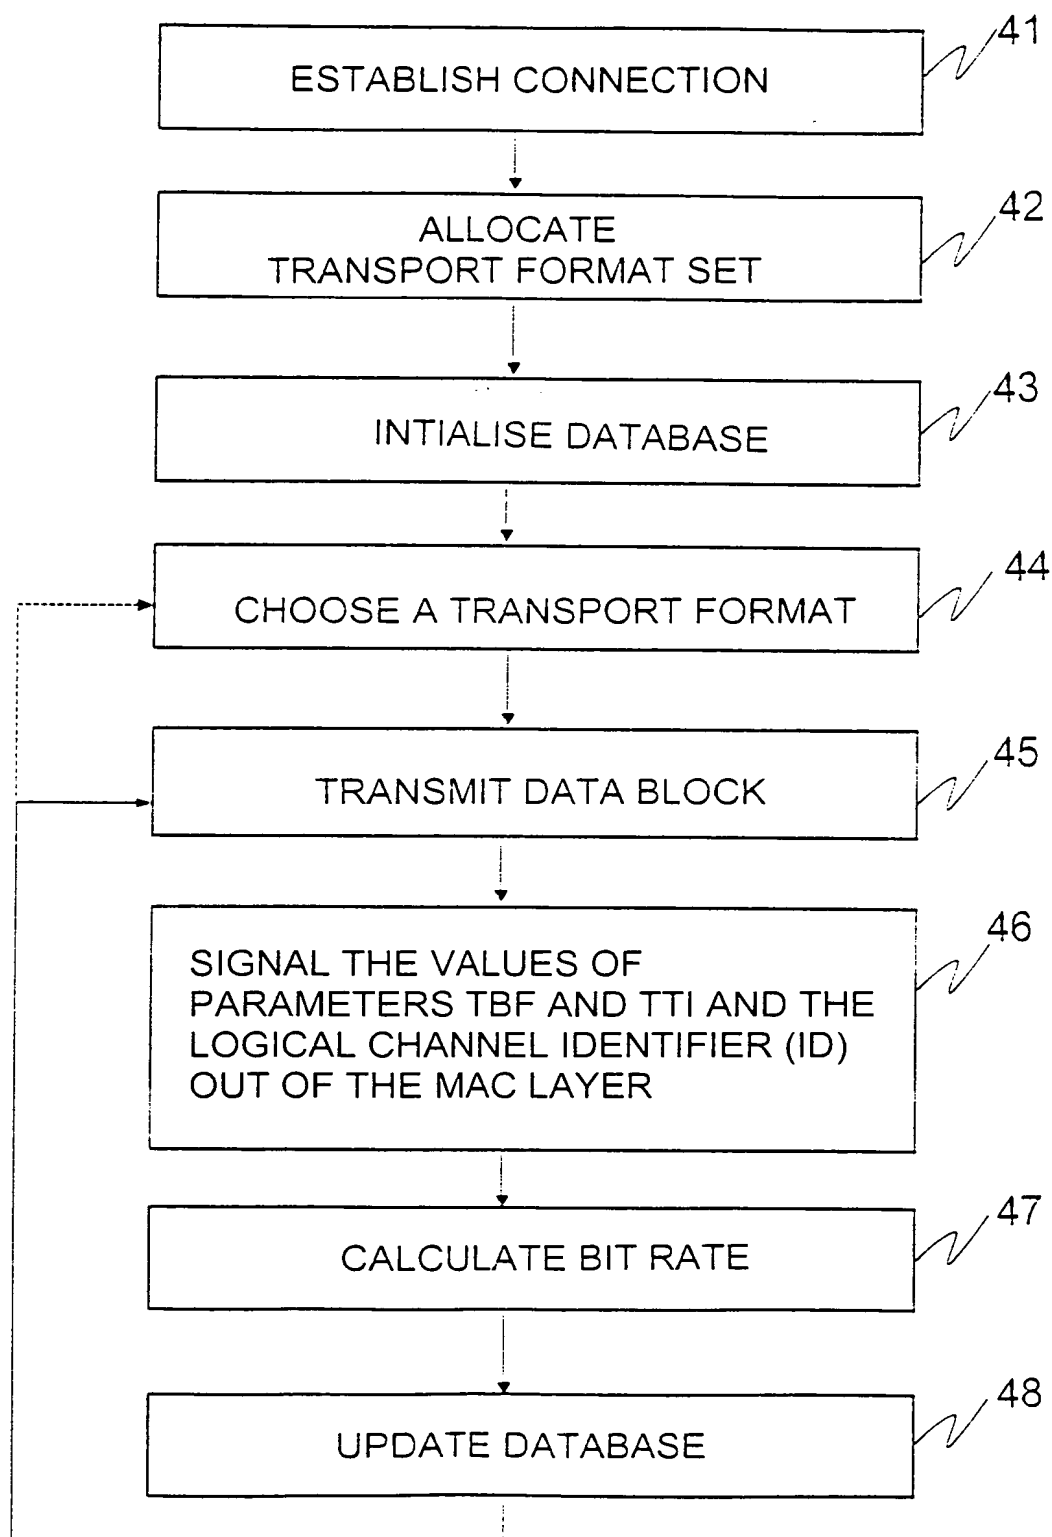 41
ESTABLISH CONNECTION
42
ALLOCATE
TRANSPORT FORMAT SET
43
INTIALISE DATABASE
44
CHOOSE A TRANSPORT FORMAT
45
TRANSMIT DATA BLOCK
46
SIGNAL THE VALUES OF
PARAMETERS TBF AND TTI AND THE
LOGICAL CHANNEL IDENTIFIER (ID)
OUT OF THE MAC LAYER
47
CALCULATE BIT RATE
48
UPDATE DATABASE